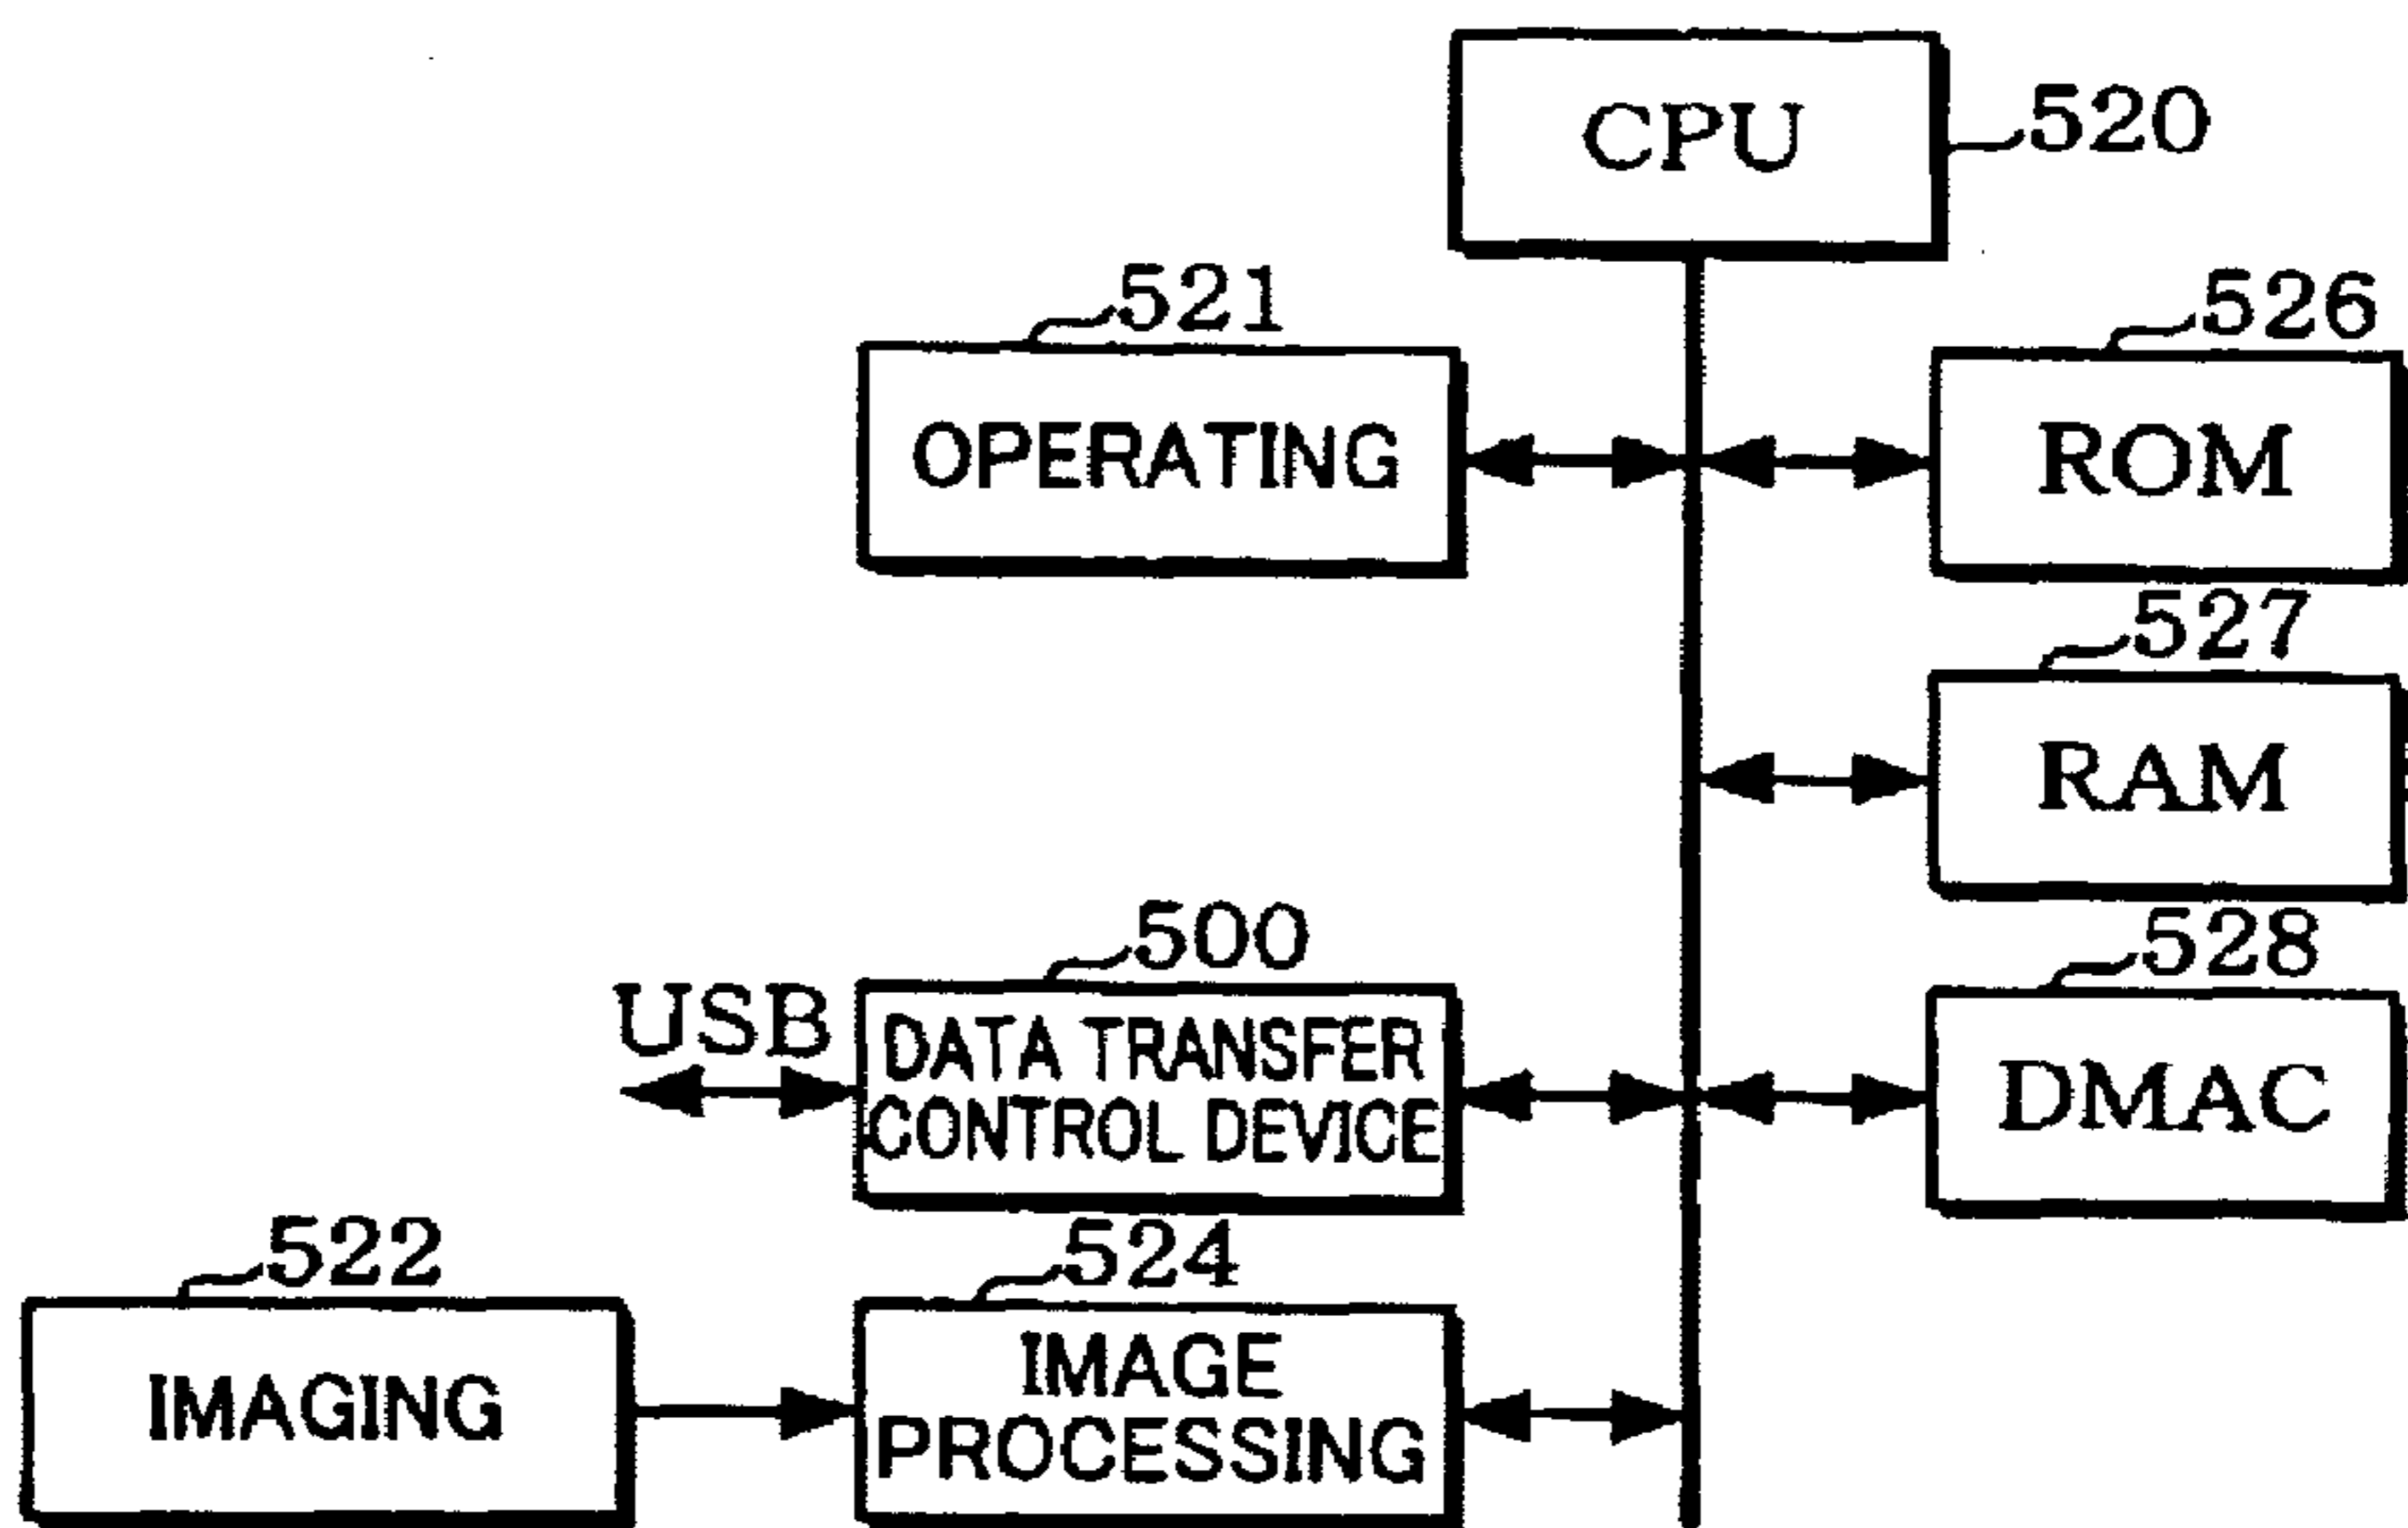 CPU
520
521
526
OPERATING
ROM
527
RAM
500
528
USB
DATA TRANSFER
CONTROL DEVICE
DMAC
522
524
IMAGING
IMAGE
PROCESSING